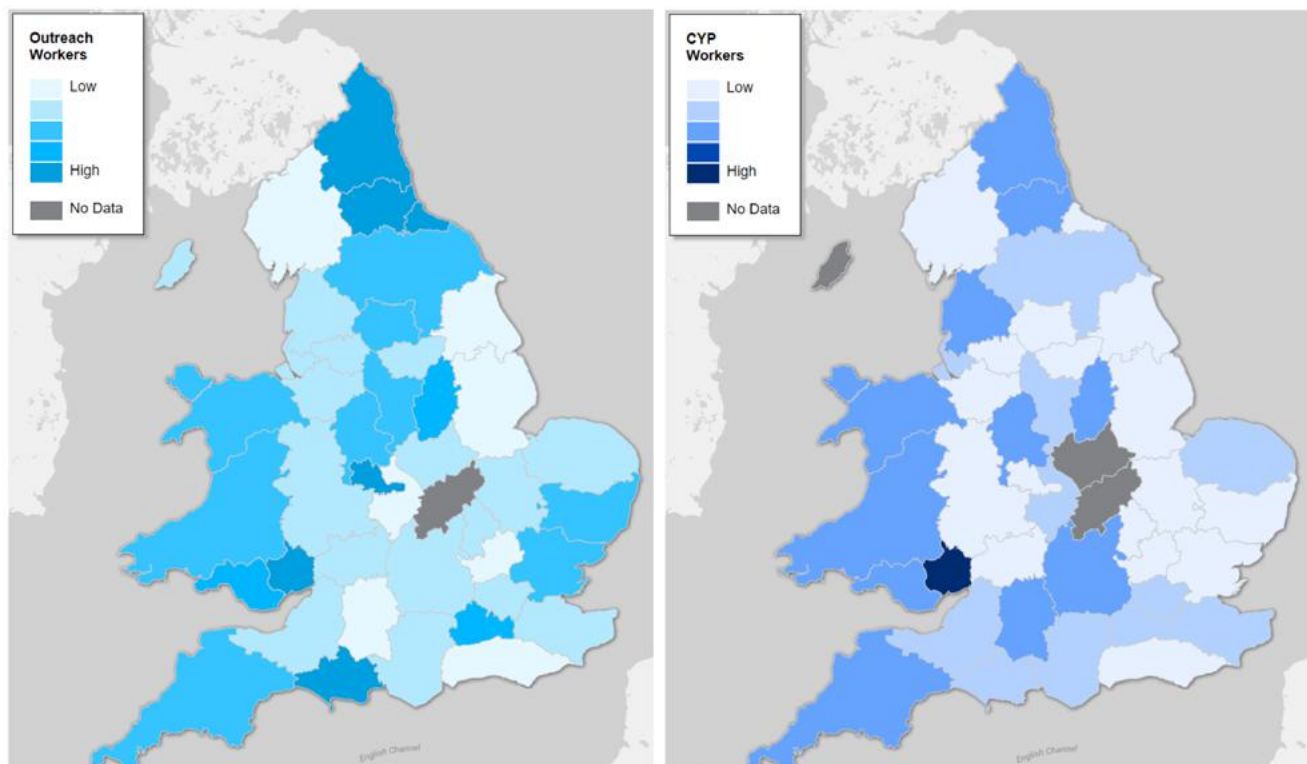 Outreach
Workers
Low
High
No Data
English Channel
CYP
Workers
Low
High
No Data
English Channel